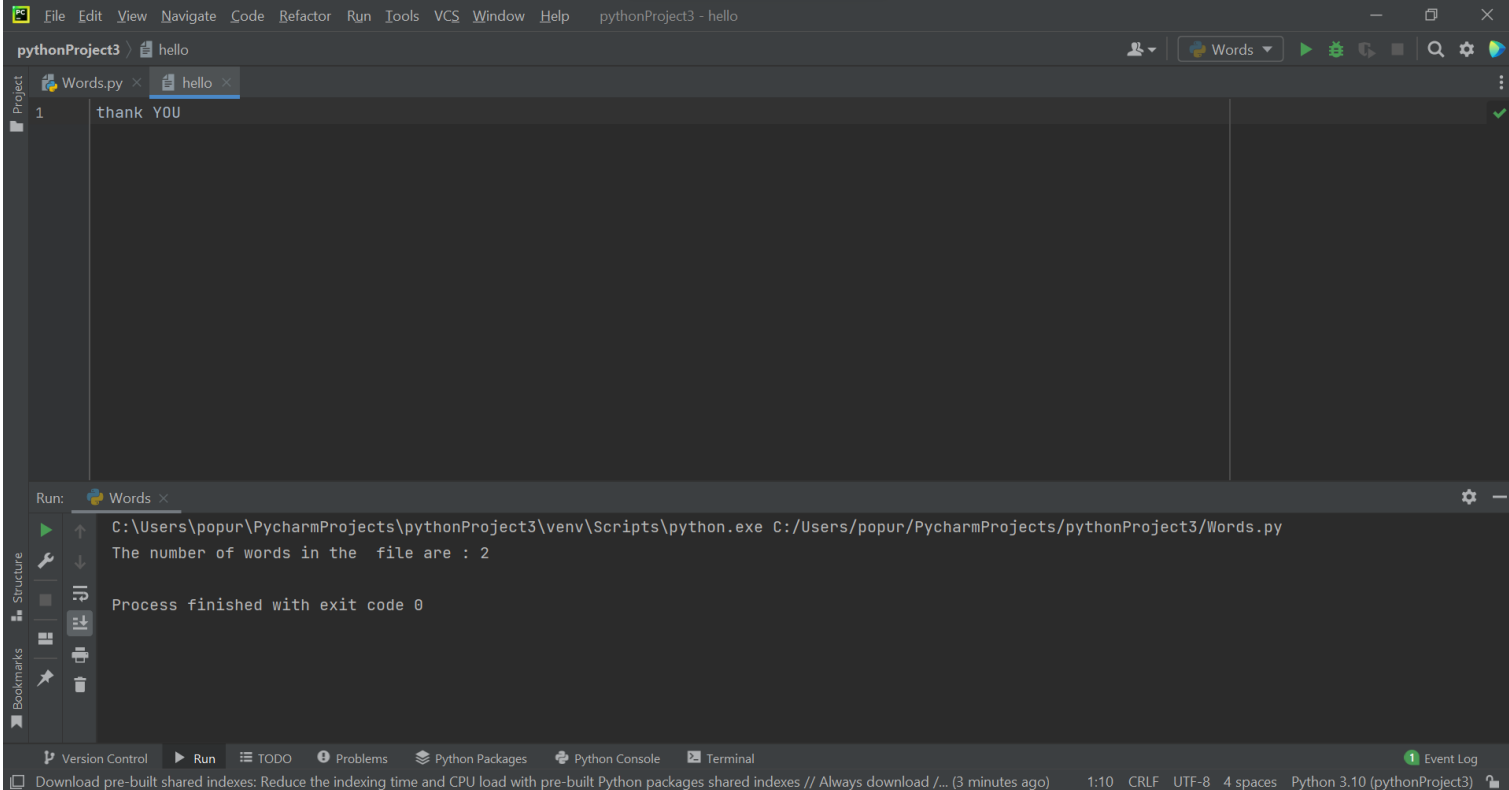 PC File Edit View Navigate Code Refactor Run Tools VCS Window Help pythonProject3 - hello
pythonProject3 hello Words
Project
Words.py hello
1 thank YOU
Run: Words
C:\Users\popur\PycharmProjects\pythonProject3\venv\Scripts\python.exe C:/Users/popur/PycharmProjects/pythonProject3/Words.py
The number of words in the  file are : 2
Process finished with exit code 0
Structure
Bookmarks
Version Control Run TODO Problems Python Packages Python Console Terminal 1 Event Log
Download pre-built shared indexes: Reduce the indexing time and CPU load with pre-built Python packages shared indexes // Always download /... (3 minutes ago) 1:10 CRLF UTF-8 4 spaces Python 3.10 (pythonProject3)